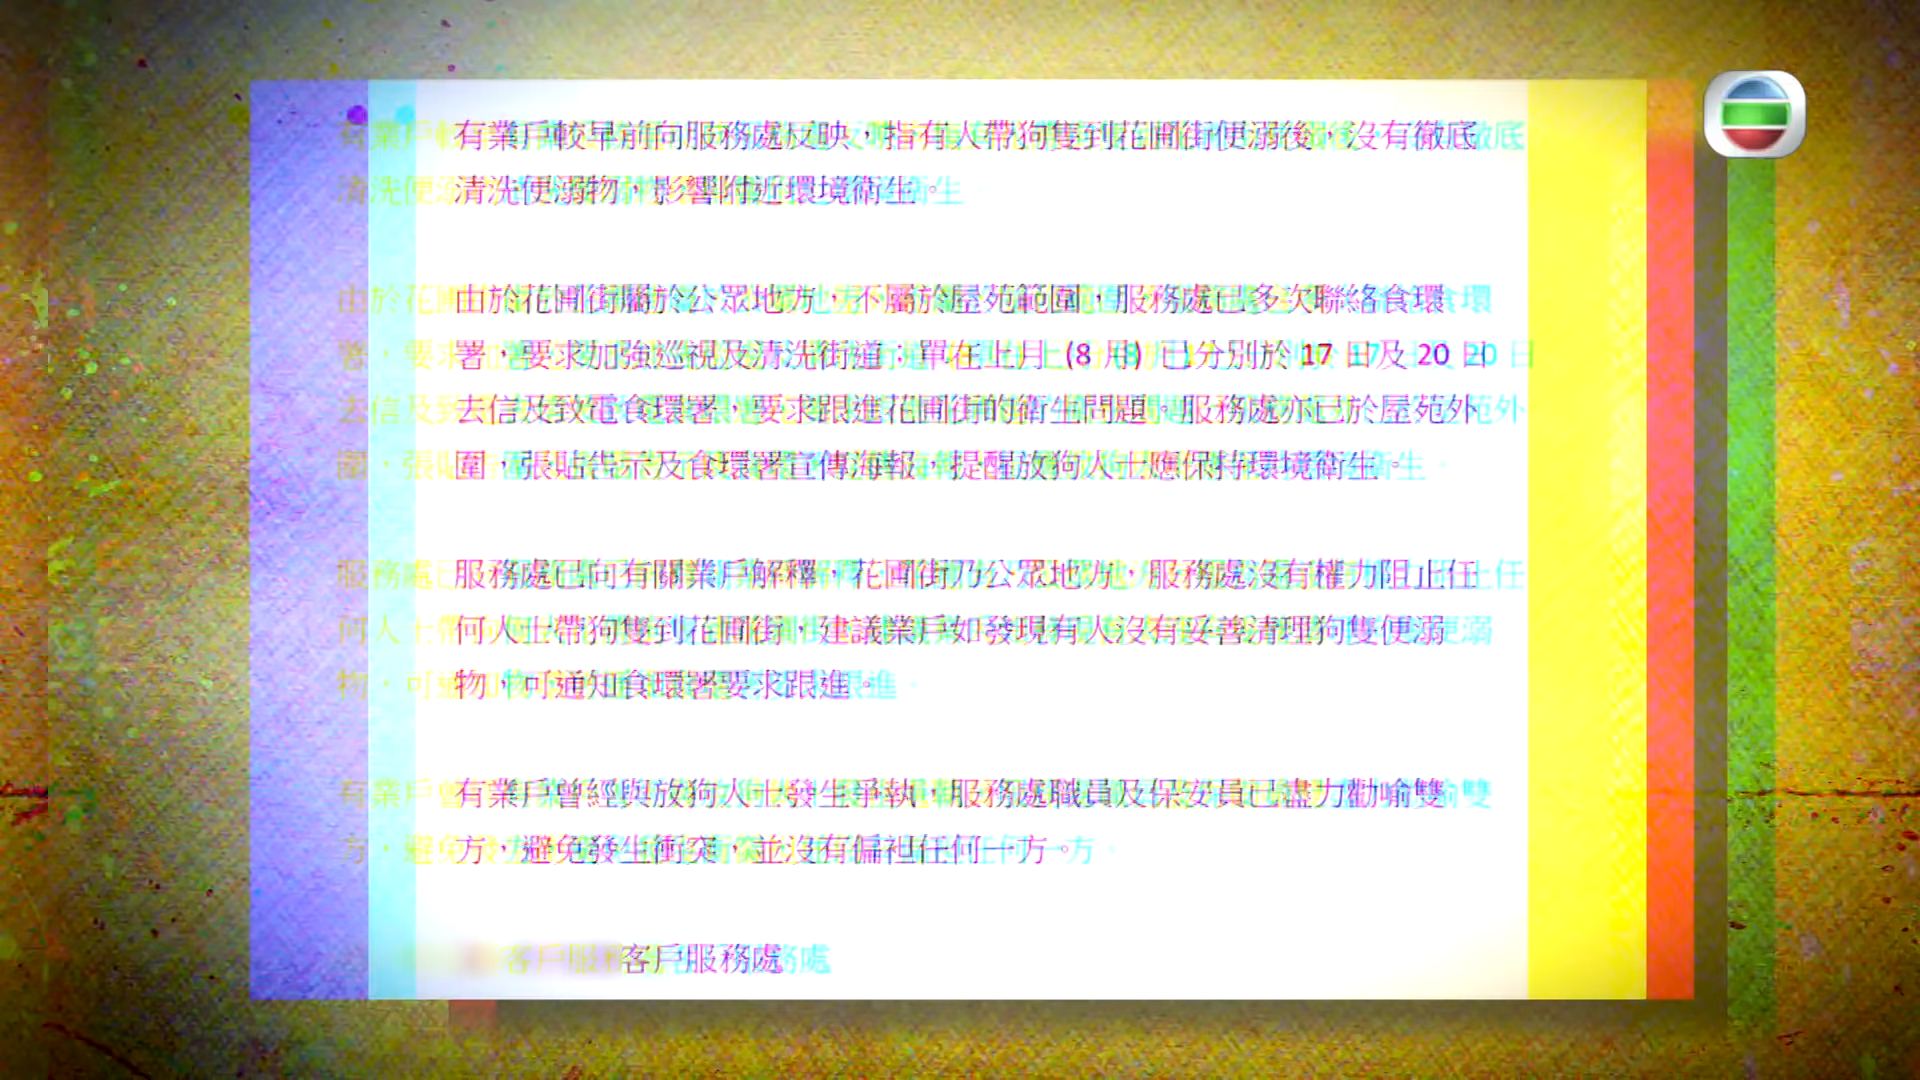 有業戶較早前向服務處反映，指有人帶狗隻到花圃街便溺後，沒有徹底
清洗便溺物，影響附近環境衛生。
由於花圃街屬於公眾地方，不屬於屋苑範圍，服務處已多次聯絡食環
署，要求加強巡視及清洗街道；單在上月 (8 月) 已分別於 17 日及 20 日
去信及致電食環署，要求跟進花圃街的衛生問題。服務處亦已於屋苑外
圍，張貼告示及食環署宣傳海報，提醒放狗人士應保持環境衛生。
服務處已向有關業戶解釋，花圃街乃公眾地方，服務處沒有權力阻止任
何人士帶狗隻到花圃街，建議業戶如發現有人沒有妥善清理狗隻便溺
物，可通知食環署要求跟進。
有業戶曾經與放狗人士發生爭執，服務處職員及保安員已盡力勸喻雙
方，避免發生衝突，並沒有偏袒任何一方。
客戶服務處